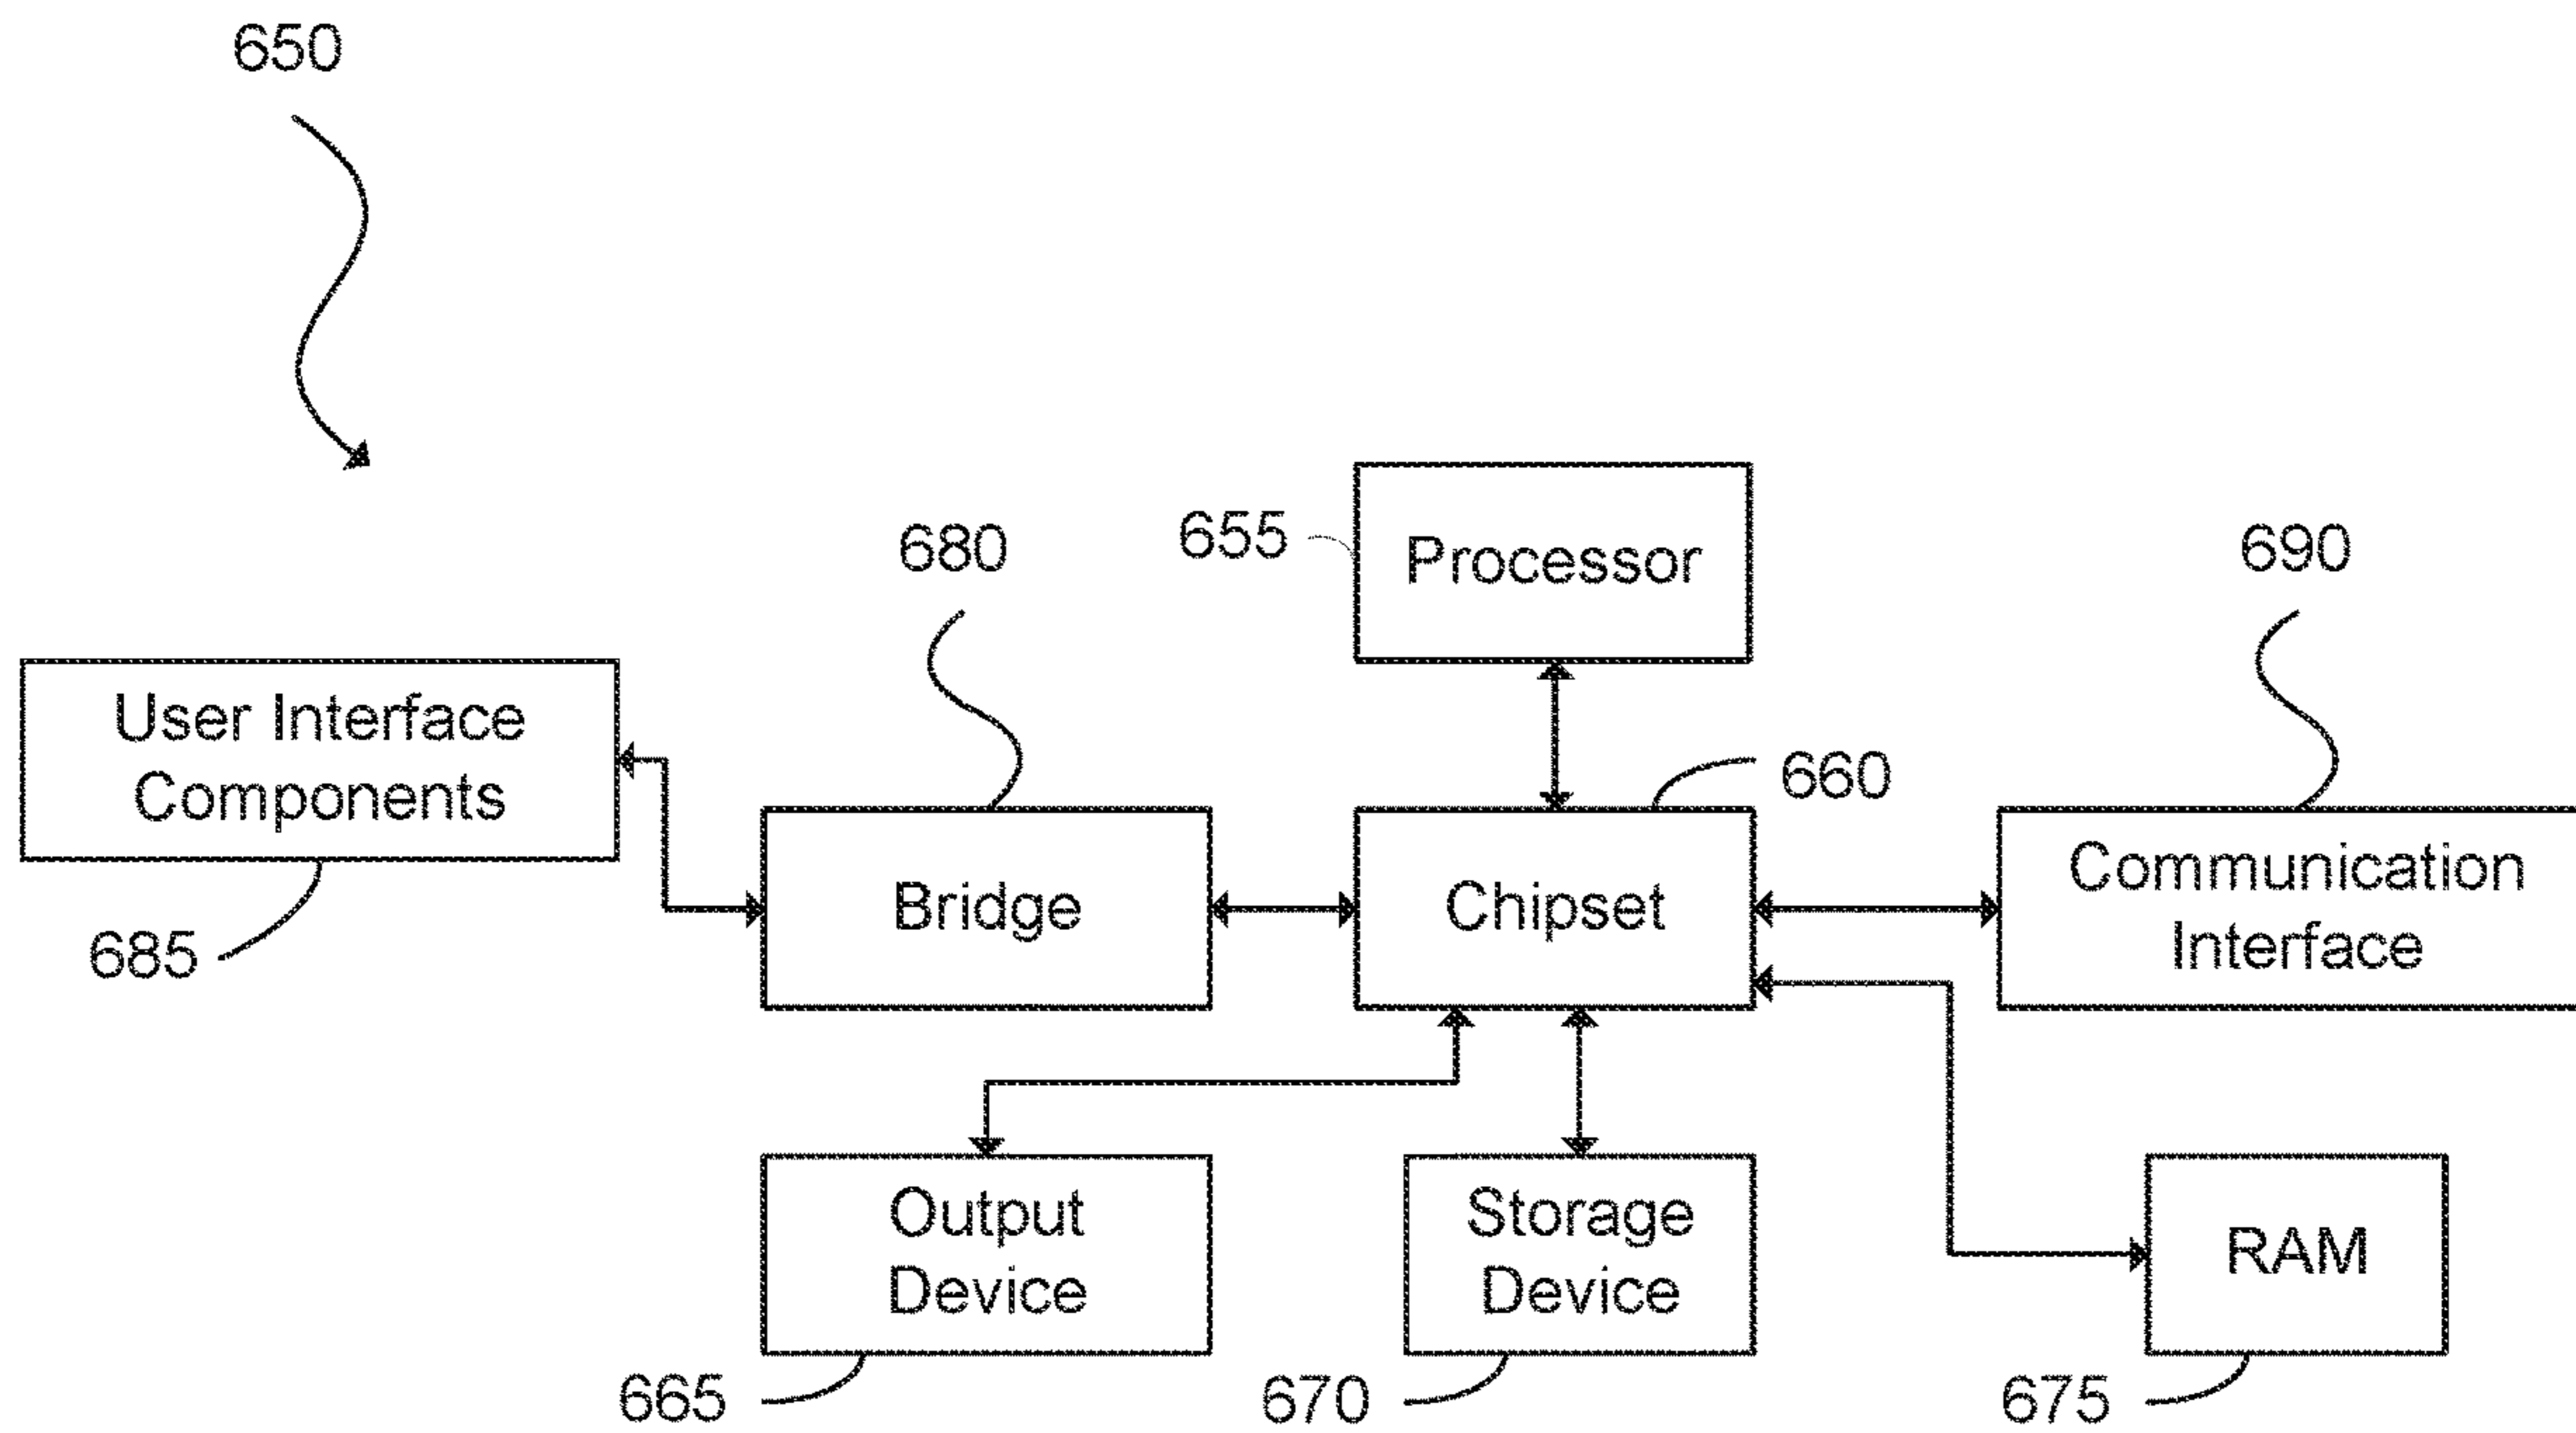 650
680
655
Processor
690
User Interface
Components
660
685
Bridge
Chipset
Communication
Interface
Output
Device
Storage
Device
RAM
665
670
675